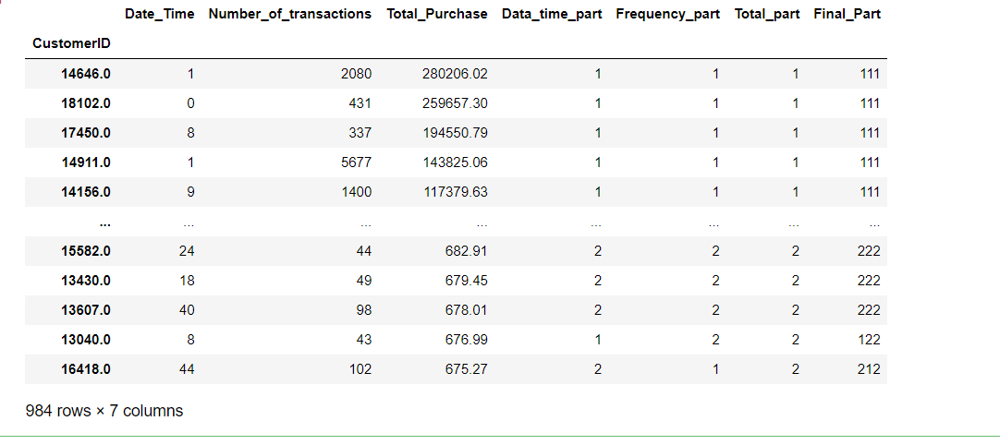 Date_Time Number_of_transactions Total_Purchase Data_time_part Frequency_part Total_part Final_Part
CustomerID
14646.0 1 2080 280206.02 1 1 1 111
18102.0 0 431 259657.30 1 1 1 111
17450.0 8 337 194550.79 1 1 1 111
14911.0 1 5677 143825.06 1 1 1 111
14156.0 9 1400 117379.63 1 1 1 111
... ... ... ... ... ... ... ...
15582.0 24 44 682.91 2 2 2 222
13430.0 18 49 679.45 2 2 2 222
13607.0 40 98 678.01 2 2 2 222
13040.0 8 43 676.99 1 2 2 122
16418.0 44 102 675.27 2 1 2 212
984 rows × 7 columns